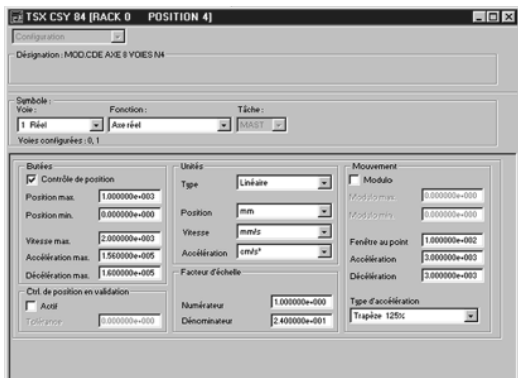 TSX CSY 84 [RACK 0 POSITION 4]
Configuration
Désignation : MOD.CDE AXE 8 VOIES N4
Symbole :
Voie : Fonction : Tâche :
1 Réel Axe réel MAST
Voies configurées : 0, 1
Butées Unités Mouvement
Contrôle de position Type Linéaire Modulo
Position max. 1.000000e+003 Modulo max. 0.000000e+000
Position min. 0.000000e+000 Position mm Modulo min. 0.000000e+000
Vitesse max. 2.000000e+003 Vitesse mm/s Fenêtre au point 1.000000e+002
Accélération max. 1.560000e+005 Accélération cm/s² Accélération 3.000000e+003
Décélération max. 1.600000e+005 Facteur d'échelle Décélération 3.000000e+003
Ctrl. de position en validation
Actif Numérateur 1.000000e+000 Type d'accélération
Tolérance 0.000000e+000 Dénominateur 2.400000e+001 Trapèze 125%